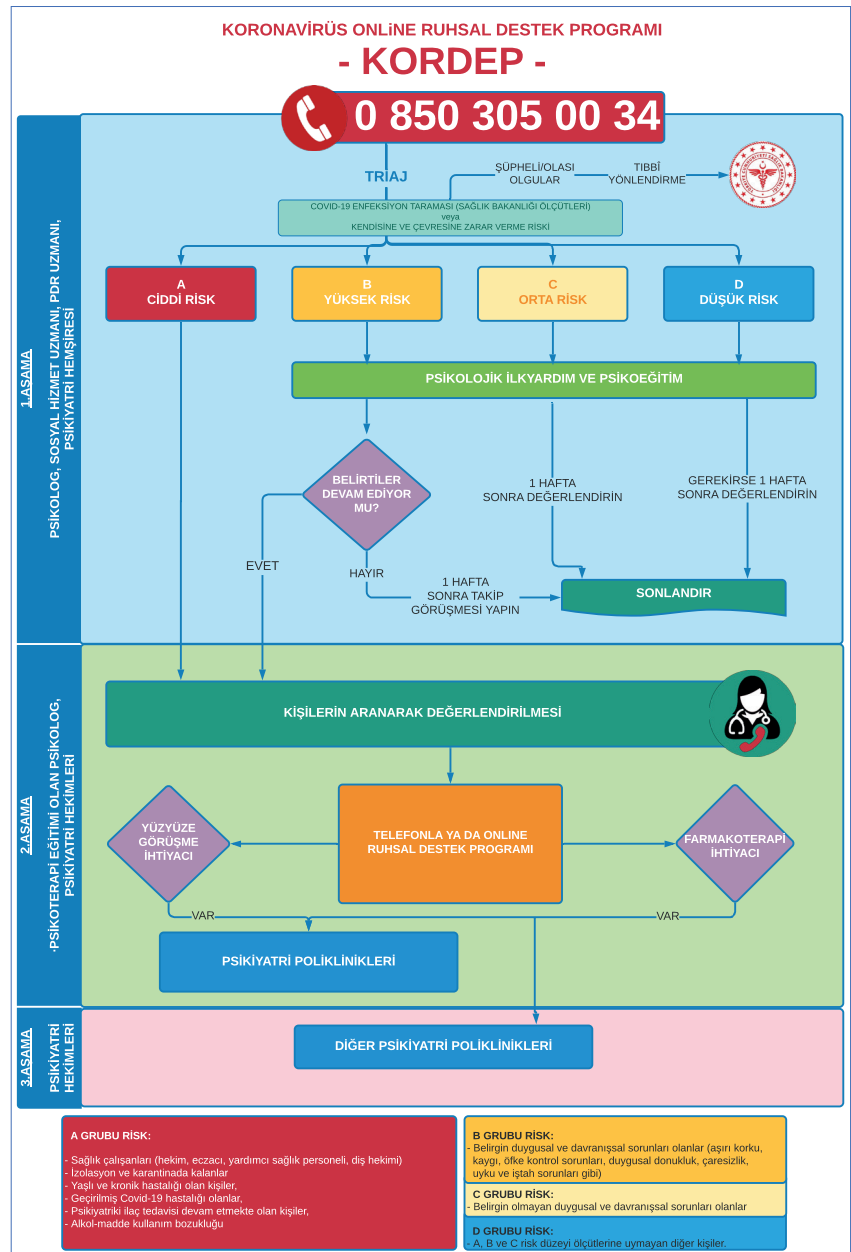 KORONAVİRÜS ONLiNE RUHSAL DESTEK PROGRAMI
- KORDEP -
0 850 305 00 34
TRİAJ
ŞÜPHELİ/OLASI
OLGULAR
TIBBÎ
YÖNLENDİRME
COVID-19 ENFEKSİYON TARAMASI (SAĞLIK BAKANLIĞI ÖLÇÜTLERİ)
veya
KENDİSİNE VE ÇEVRESİNE ZARAR VERME RİSKİ
A
CİDDİ RİSK
B
YÜKSEK RİSK
C
ORTA RİSK
D
DÜŞÜK RİSK
PSİKOLOJİK İLKYARDIM VE PSİKOEĞİTİM
BELİRTİLER
DEVAM EDİYOR
MU?
1 HAFTA
SONRA DEĞERLENDİRİN
GEREKİRSE 1 HAFTA
SONRA DEĞERLENDİRİN
EVET
HAYIR
1 HAFTA
SONRA TAKİP
GÖRÜŞMESİ YAPIN
SONLANDIR
1.AŞAMA
PSİKOLOG, SOSYAL HİZMET UZMANI, PDR UZMANI,
PSİKİYATRİ HEMŞİRESİ
KİŞİLERİN ARANARAK DEĞERLENDİRİLMESİ
YÜZYÜZE
GÖRÜŞME
İHTİYACI
TELEFONLA YA DA ONLINE
RUHSAL DESTEK PROGRAMI
FARMAKOTERAPİ
İHTİYACI
VAR
VAR
PSİKİYATRİ POLİKLİNİKLERİ
2.AŞAMA
·PSİKOTERAPİ EĞİTİMİ OLAN PSİKOLOG,
PSİKİYATRİ HEKİMLERİ
DİĞER PSİKİYATRİ POLİKLİNİKLERİ
3.AŞAMA
PSİKİYATRİ
HEKİMLERİ
A GRUBU RİSK:
- Sağlık çalışanları (hekim, eczacı, yardımcı sağlık personeli, diş hekimi)
- İzolasyon ve karantinada kalanlar
- Yaşlı ve kronik hastalığı olan kişiler,
- Geçirilmiş Covid-19 hastalığı olanlar,
- Psikiyatriki ilaç tedavisi devam etmekte olan kişiler,
- Alkol-madde kullanım bozukluğu
B GRUBU RİSK:
- Belirgin duygusal ve davranışsal sorunları olanlar (aşırı korku,
kaygı, öfke kontrol sorunları, duygusal donukluk, çaresizlik,
uyku ve iştah sorunları gibi)
C GRUBU RİSK:
- Belirgin olmayan duygusal ve davranışsal sorunları olanlar
D GRUBU RİSK:
- A, B ve C risk düzeyi ölçütlerine uymayan diğer kişiler.